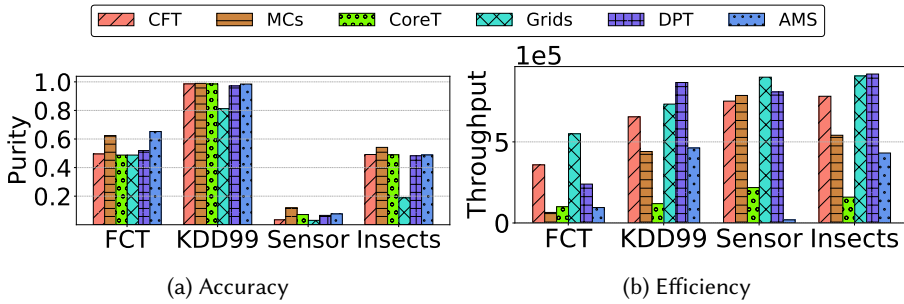 CFT MCs CoreT Grids DPT AMS
Purity
1.0
0.8
0.6
0.4
0.2
FCT KDD99 Sensor Insects
(a) Accuracy
1e5
Throughput
5
0
FCT KDD99 Sensor Insects
(b) Efficiency